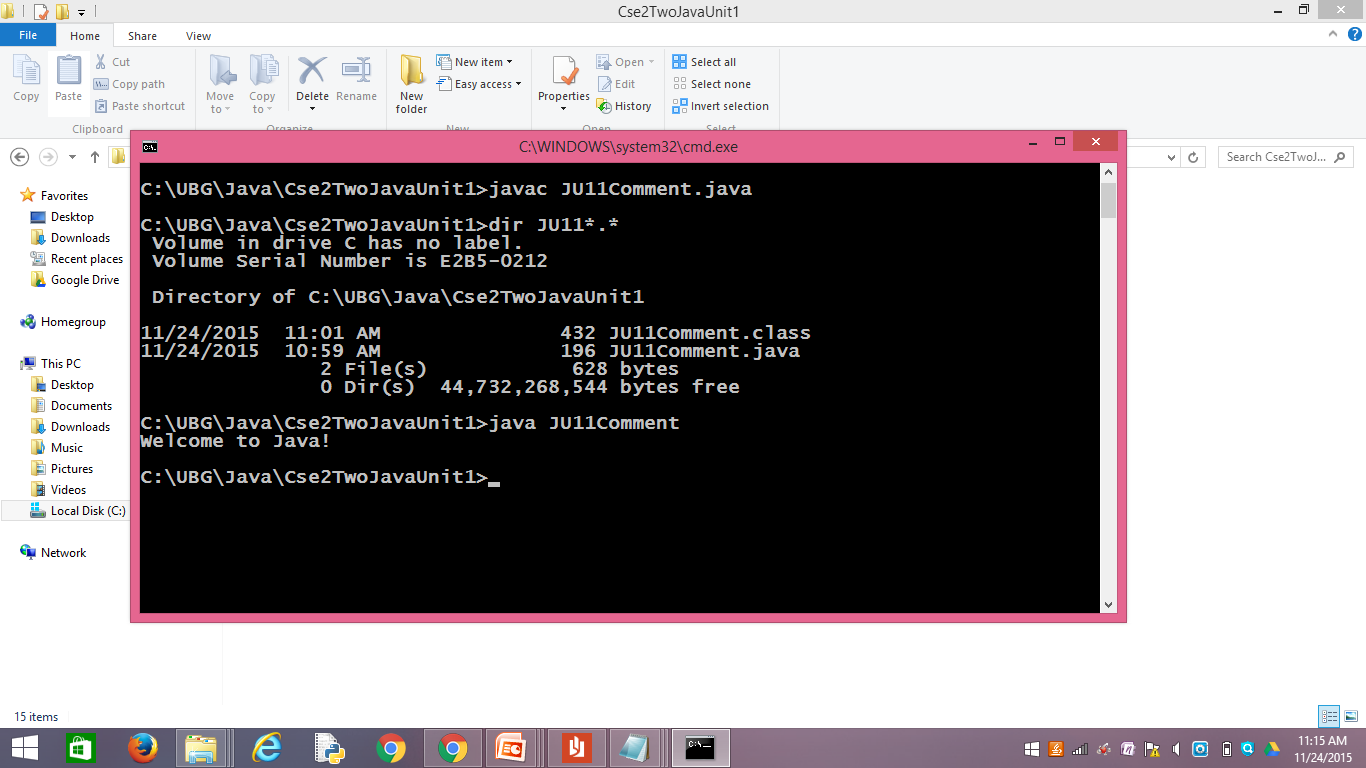 Cse2TwoJavaUnit1
File Home Share View
Copy
Paste
Cut
Copy path
Paste shortcut
Clipboard
Move to
Copy to
Delete
Rename
Organize
New folder
New item
Easy access
New
Properties
Open
Edit
History
Open
Select all
Select none
Invert selection
Select
Search Cse2TwoJ...
Favorites
Desktop
Downloads
Recent places
Google Drive
Homegroup
This PC
Desktop
Documents
Downloads
Music
Pictures
Videos
Local Disk (C:)
Network
C:\WINDOWS\system32\cmd.exe
C:\UBG\Java\Cse2TwoJavaUnit1>javac JU11Comment.java
C:\UBG\Java\Cse2TwoJavaUnit1>dir JU11*.*
Volume in drive C has no label.
Volume Serial Number is E2B5-0212
Directory of C:\UBG\Java\Cse2TwoJavaUnit1
11/24/2015 11:01 AM 432 JU11Comment.class
11/24/2015 10:59 AM 196 JU11Comment.java
2 File(s) 628 bytes
0 Dir(s) 44,732,268,544 bytes free
C:\UBG\Java\Cse2TwoJavaUnit1>java JU11Comment
Welcome to Java!
C:\UBG\Java\Cse2TwoJavaUnit1>_
15 items
11:15 AM
11/24/2015